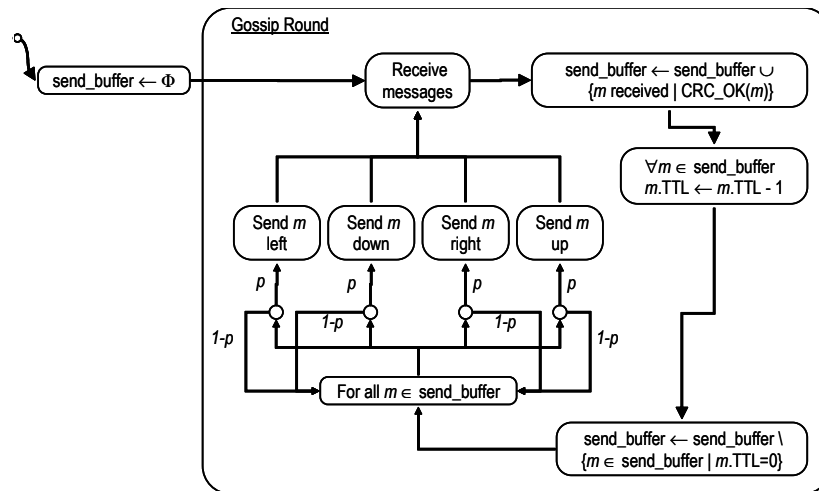 Gossip Round
send_buffer ← Φ
Receive
messages
send_buffer ← send_buffer ∪
{m received | CRC_OK(m)}
∀m ∈ send_buffer
m.TTL ← m.TTL - 1
Send m
left
Send m
down
Send m
right
Send m
up
p
p
p
p
1-p
1-p
1-p
1-p
For all m ∈ send_buffer
send_buffer ← send_buffer \
{m ∈ send_buffer | m.TTL=0}